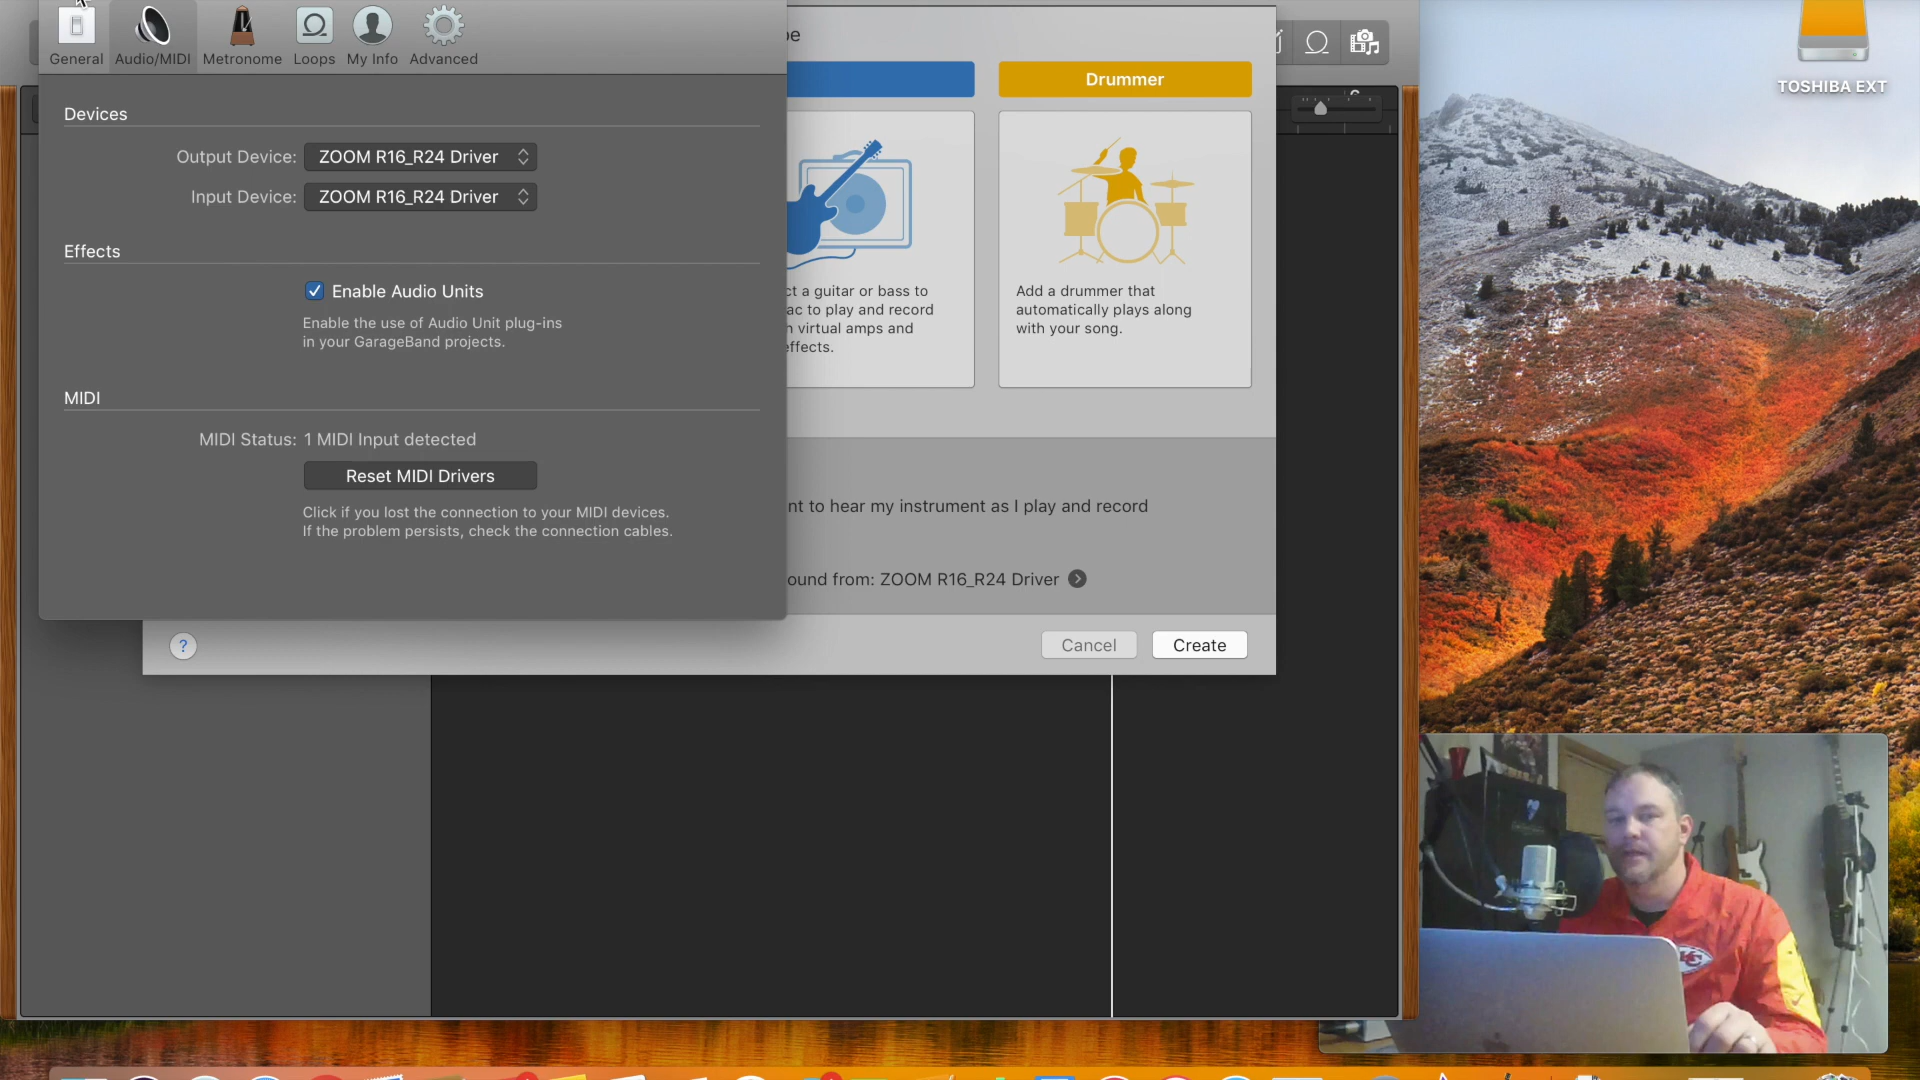 General
Audio/MIDI
Metronome
Loops
My Info
Advanced
Devices
Output Device: ZOOM R16_R24 Driver
Input Device: ZOOM R16_R24 Driver
Effects
Enable Audio Units
Enable the use of Audio Unit plug-ins
in your GarageBand projects.
MIDI
MIDI Status: 1 MIDI Input detected
Reset MIDI Drivers
Click if you lost the connection to your MIDI devices.
If the problem persists, check the connection cables.
Drummer
ct a guitar or bass to
ac to play and record
virtual amps and
effects.
Add a drummer that
automatically plays along
with your song.
nt to hear my instrument as I play and record
ound from: ZOOM R16_R24 Driver
?
Cancel
Create
TOSHIBA EXT
KC